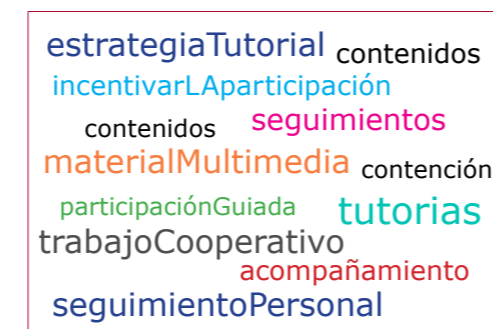 estrategiaTutorial contenidos
incentivarLAparticipación
contenidos seguimientos
materialMultimedia contención
participaciónGuiada tutorias
trabajoCooperativo
acompañamiento
seguimientoPersonal